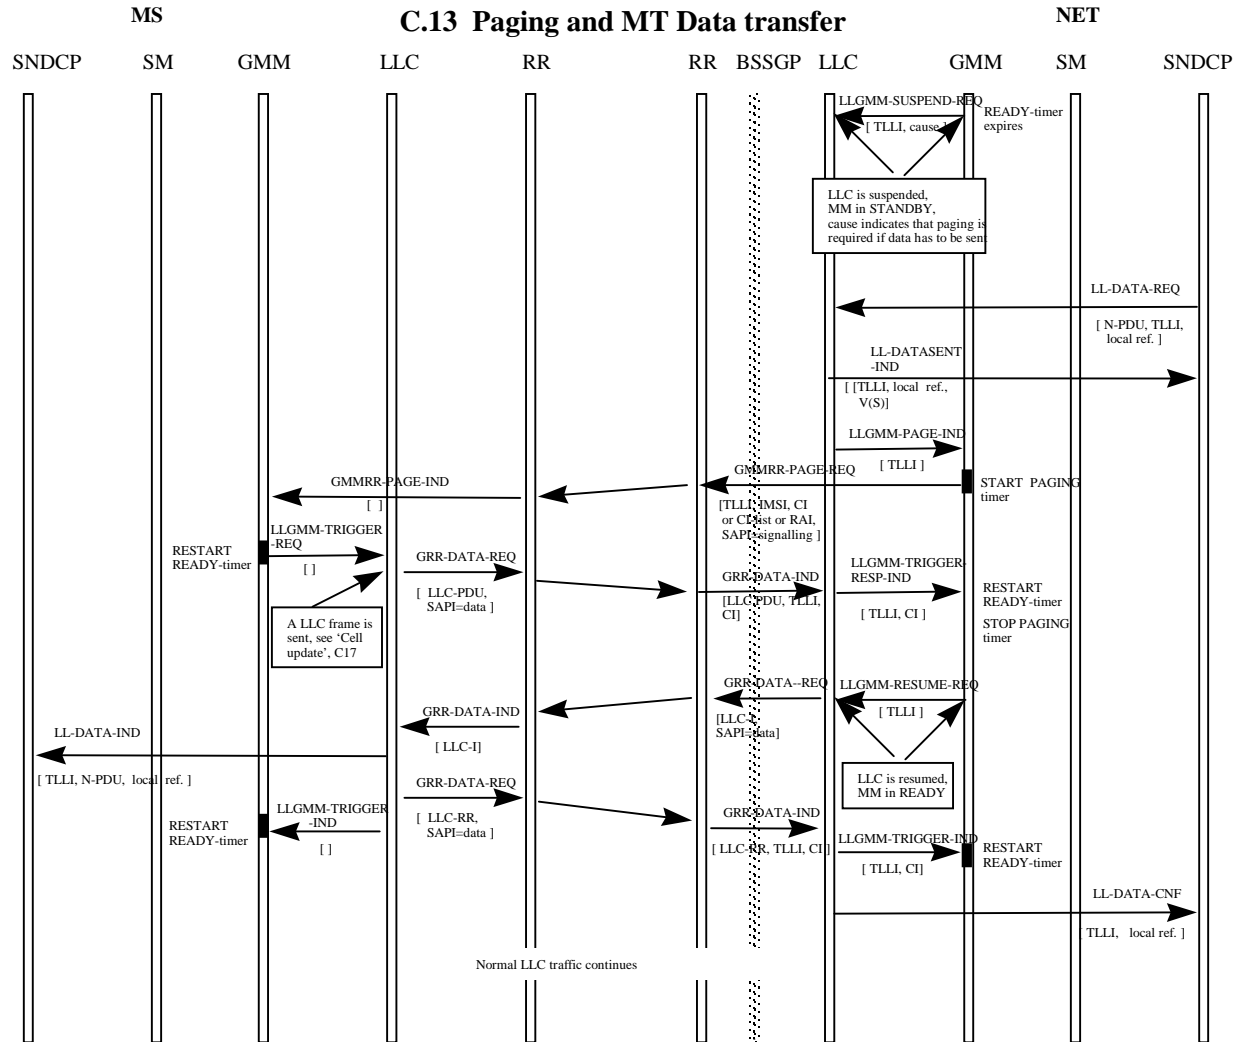 MS
C.13 Paging and MT Data transfer
NET
SNDCP SM GMM LLC RR RR BSSGP LLC GMM SM SNDCP
LLGMM-SUSPEND-REQ
[ TLLI, cause ]
READY-timer
expires
LLC is suspended,
MM in STANDBY,
cause indicates that paging is
required if data has to be sent
LL-DATA-REQ
[ N-PDU, TLLI,
local ref. ]
LL-DATASENT
-IND
[ [TLLI, local ref.,
V(S)]
LLGMM-PAGE-IND
[ TLLI ]
GMMRR-PAGE-REQ
START PAGING
timer
GMMRR-PAGE-IND
[ ]
[TLLI, IMSI, CI
or CI-list or RAI,
SAPI=signalling ]
LLGMM-TRIGGER
-REQ
[ ]
RESTART
READY-timer
GRR-DATA-REQ
[ LLC-PDU,
SAPI=data ]
GRR-DATA-IND
[LLC-PDU, TLLI,
CI]
LLGMM-TRIGGER-
RESP-IND
[ TLLI, CI ]
RESTART
READY-timer
STOP PAGING
timer
A LLC frame is
sent, see ‘Cell
update’, C17
GRR-DATA--REQ
[LLC-I,
SAPI=data]
LLGMM-RESUME-REQ
[ TLLI ]
GRR-DATA-IND
[ LLC-I]
LL-DATA-IND
[ TLLI, N-PDU, local ref. ]
LLC is resumed,
MM in READY
GRR-DATA-REQ
[ LLC-RR,
SAPI=data ]
LLGMM-TRIGGER
-IND
[ ]
RESTART
READY-timer
GRR-DATA-IND
[ LLC-RR, TLLI, CI ]
LLGMM-TRIGGER-IND
[ TLLI, CI]
RESTART
READY-timer
LL-DATA-CNF
[ TLLI, local ref. ]
Normal LLC traffic continues